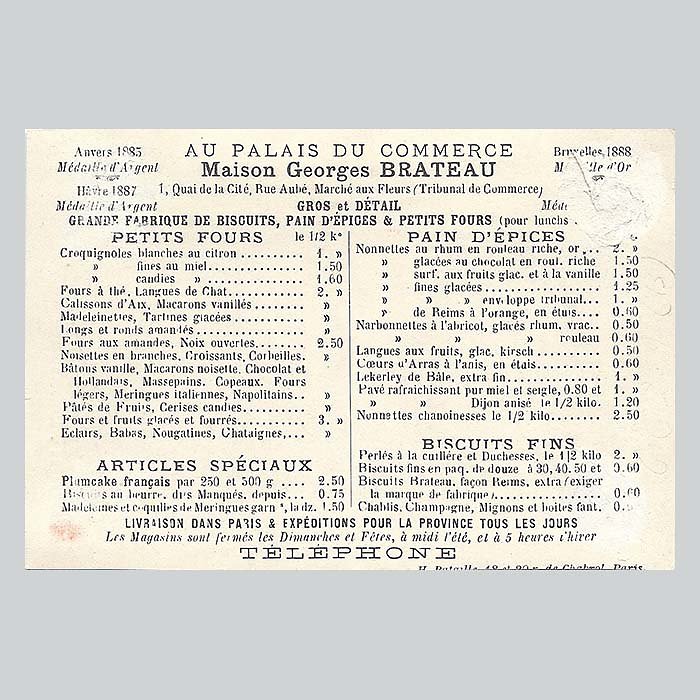 Anvers 1885
Médaille d'Argent
Hâvre 1887
Médaille d'Argent
AU PALAIS DU COMMERCE
Maison Georges BRATEAU
1, Quai de la Cité, Rue Aubé, Marché aux Fleurs (Tribunal de Commerce)
GROS et DÉTAIL
Bruxelles, 1888
d'Or
GRANDE FABRIQUE DE BISCUITS, PAIN D'ÉPICES & PETITS FOURS (pour lunchs
PETITS FOURS le 1/2 k°
Croquignoles blanches au citron .......... 1. »
» fines au miel .......... 1.50
» candies » .......... 1.60
Fours à thé, Langues de Chat .......... 2. »
Calissons d'Aix, Macarons vanillés .......... »
Madeleinettes, Tartines glacées .......... »
Longs et ronds amandés .......... »
Fours aux amandes, Noix ouvertes .......... 2.50
Noisettes en branches, Croissants, Corbeilles. »
Bâtons vanille, Macarons noisette, Chocolat et
Hollandais, Massepains, Copeaux, Fours
légers, Meringues italiennes, Napolitains.. »
Pâtés de Fruits, Cerises candies .......... »
Fours et fruits glacés et fourrés .......... 3. »
Eclairs, Babas, Nougatines, Chataignes,... »
ARTICLES SPÉCIAUX
Plumcake français par 250 et 500 g .... 2.50
Biscuits au beurre, dits Manqués, depuis... 0.75
Madeleines et coquilles de Meringues garn*, la dz. 1.50
PAIN D'ÉPICES
Nonnettes au rhum en rouleau riche, or... 2. »
» glacées au chocolat en roul. riche 1.50
» surf. aux fruits glac. et à la vanille 1.50
» fines glacées .......... 1.25
» » » enveloppe tribunal... 1. »
» de Reims à l'orange, en étuis.... 0.60
Narbonnettes à l'abricot, glacés rhum, vrac.. 0.50
» » » rouleau 0.60
Langues aux fruits, glac. kirsch .......... 0.50
Cœurs d'Arras à l'anis, en étuis .......... 0.60
Lekerley de Bâle, extra fin .......... 1. »
Pavé rafraichissant pur miel et seigle, 0.80 et 1. »
» » Dijon anisé le 1/2 kilo. 1.20
Nonnettes chanoinesses le 1/2 kilo ....... 2.50
BISCUITS FINS
Perlés à la cuillère et Duchesses, le 1/2 kilo 2. »
Biscuits fins en paq. de douze à 30, 40, 50 et 0.60
Biscuits Brateau, façon Reims, extra (exiger
la marque de fabrique) .......... 0.60
Chablis, Champagne, Mignons et boites fant.
LIVRAISON DANS PARIS & EXPÉDITIONS POUR LA PROVINCE TOUS LES JOURS
Les Magasins sont fermés les Dimanches et Fêtes, à midi l'été, et à 5 heures l'hiver
TÉLÉPHONE